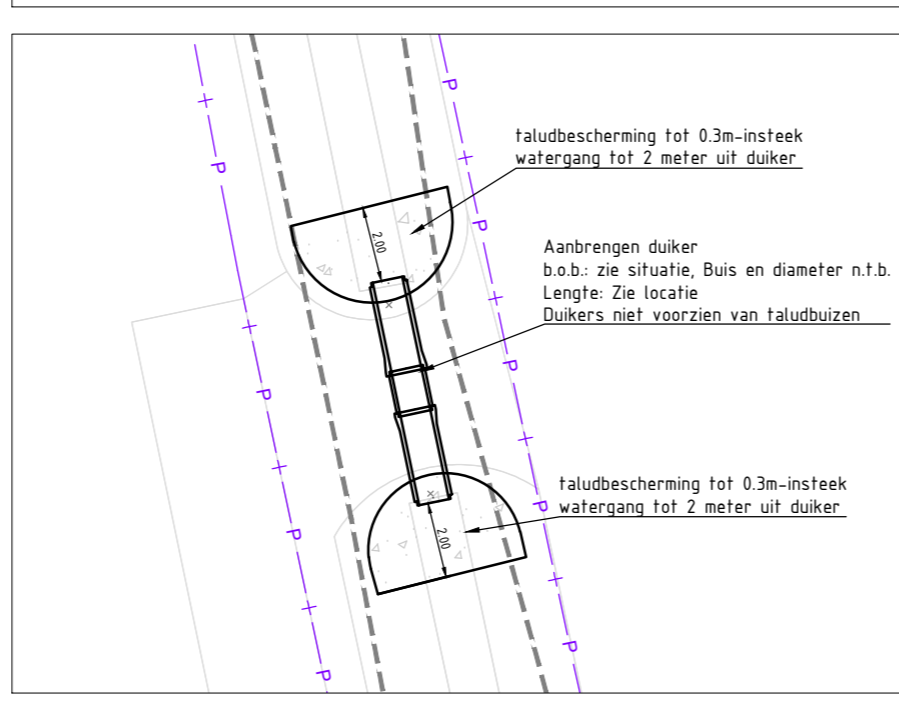 taludbescherming tot 0.3m-insteek
watergang tot 2 meter uit duiker
2.00
Aanbrengen duiker
b.o.b.: zie situatie, Buis en diameter n.t.b.
Lengte: Zie locatie
Duikers niet voorzien van taludbuizen
taludbescherming tot 0.3m-insteek
watergang tot 2 meter uit duiker
2.00
P
P
P
P
P
P
P
P
P
P
P